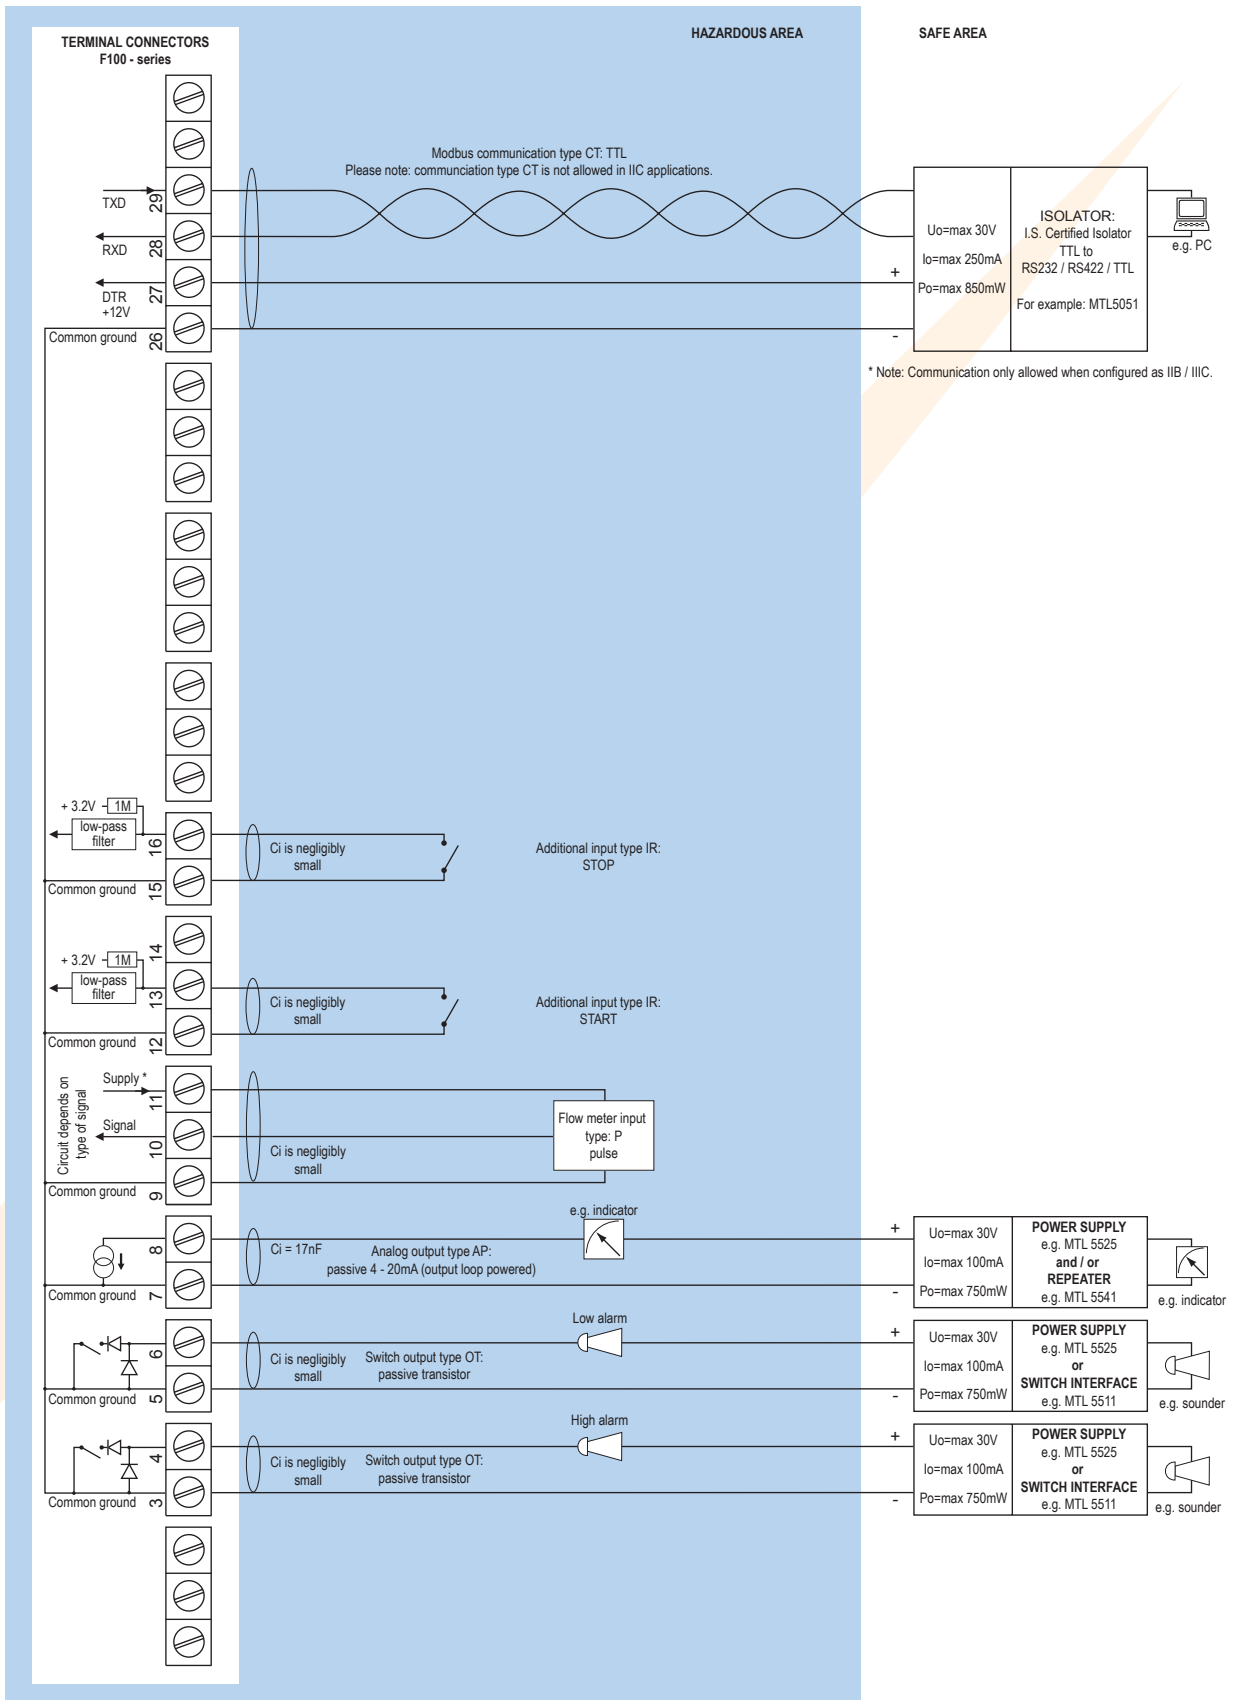 HAZARDOUS AREA
SAFE AREA
TERMINAL CONNECTORS
F100 - series
Modbus communication type CT: TTL
Please note: communciation type CT is not allowed in IIC applications.
TXD
29
RXD
28
DTR
+12V
27
Common ground
26
+
-
Uo=max 30V
Io=max 250mA
Po=max 850mW
ISOLATOR:
I.S. Certified Isolator
TTL to
RS232 / RS422 / TTL
For example: MTL5051
e.g. PC
* Note: Communication only allowed when configured as IIB / IIIC.
+ 3.2V
1M
low-pass
filter
16
Common ground
15
Ci is negligibly
small
Additional input type IR:
STOP
14
+ 3.2V
1M
low-pass
filter
13
Common ground
12
Ci is negligibly
small
Additional input type IR:
START
Circuit depends on
type of signal
Supply *
11
Signal
10
Common ground
9
Ci is negligibly
small
Flow meter input
type: P
pulse
8
Common ground
7
Ci = 17nF
Analog output type AP:
passive 4 - 20mA (output loop powered)
e.g. indicator
+
-
Uo=max 30V
Io=max 100mA
Po=max 750mW
POWER SUPPLY
e.g. MTL 5525
and / or
REPEATER
e.g. MTL 5541
e.g. indicator
6
Common ground
5
Ci is negligibly
small
Switch output type OT:
passive transistor
Low alarm
+
-
Uo=max 30V
Io=max 100mA
Po=max 750mW
POWER SUPPLY
e.g. MTL 5525
or
SWITCH INTERFACE
e.g. MTL 5511
e.g. sounder
4
Common ground
3
Ci is negligibly
small
Switch output type OT:
passive transistor
High alarm
+
-
Uo=max 30V
Io=max 100mA
Po=max 750mW
POWER SUPPLY
e.g. MTL 5525
or
SWITCH INTERFACE
e.g. MTL 5511
e.g. sounder